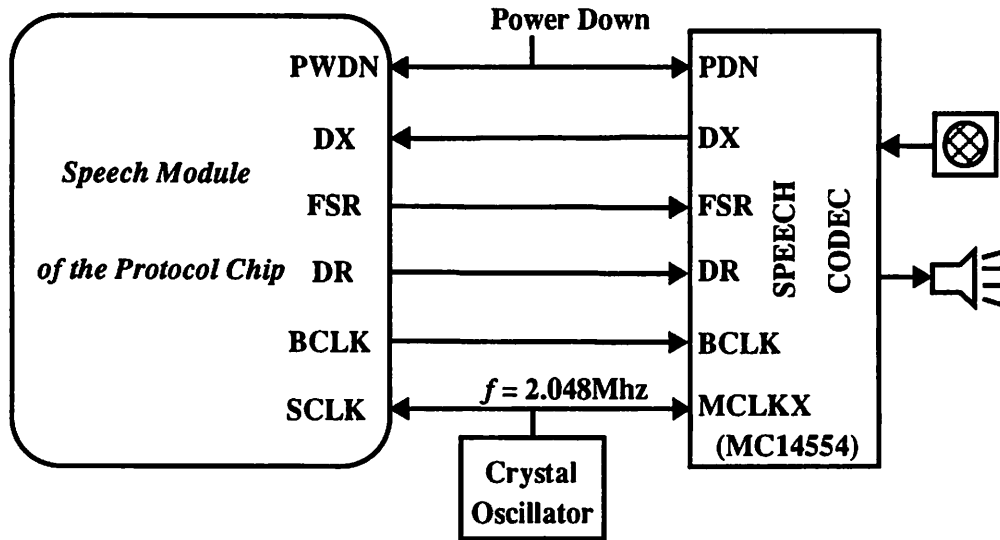 Power Down
PWDN
PDN
DX
DX
Speech Module
FSR
FSR
of the Protocol Chip
DR
DR
SPEECH
CODEC
BCLK
BCLK
f = 2.048Mhz
SCLK
MCLKX
(MC14554)
Crystal
Oscillator